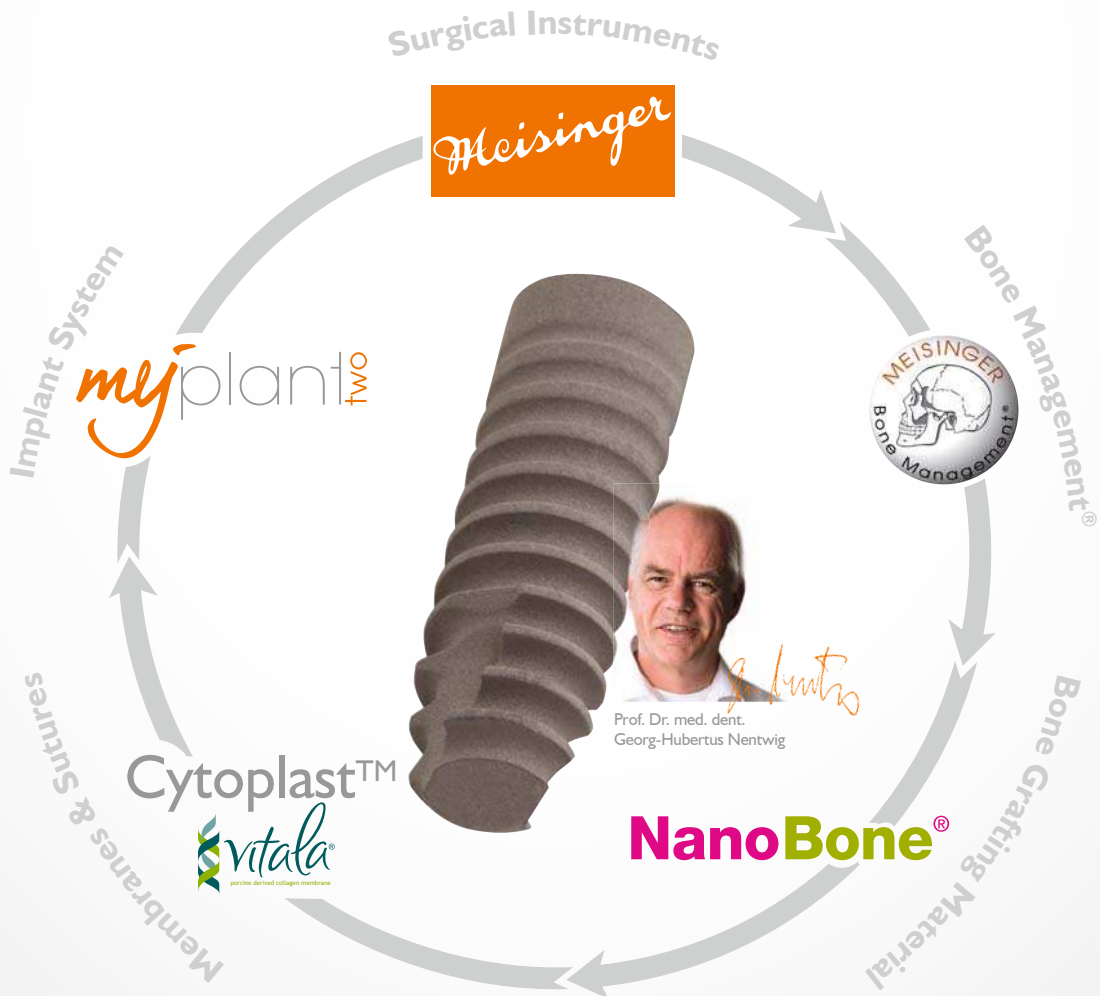 Surgical Instruments
Meisinger
Bone Management®
MEISINGER
Bone Management®
Implant System
myplant two
Prof. Dr. med. dent.
Georg-Hubertus Nentwig
Bone Grafting Material
NanoBone®
Membranes & Sutures
Cytoplast™
vitala®
porcine derived collagen membrane